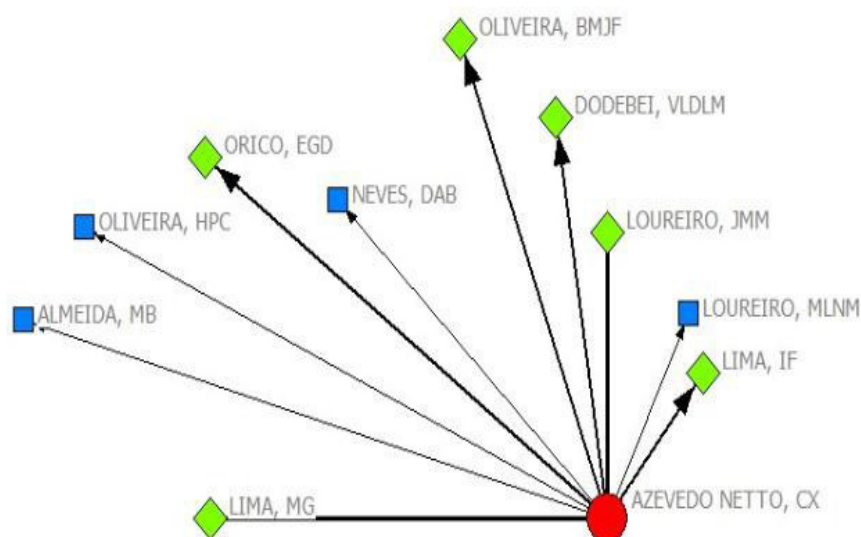 OLIVEIRA, BMJF
DODEBEI, VLDLM
ORICO, EGD
NEVES, DAB
OLIVEIRA, HPC
LOUREIRO, JMM
ALMEIDA, MB
LOUREIRO, MLNM
LIMA, IF
LIMA, MG
AZEVEDO NETTO, CX